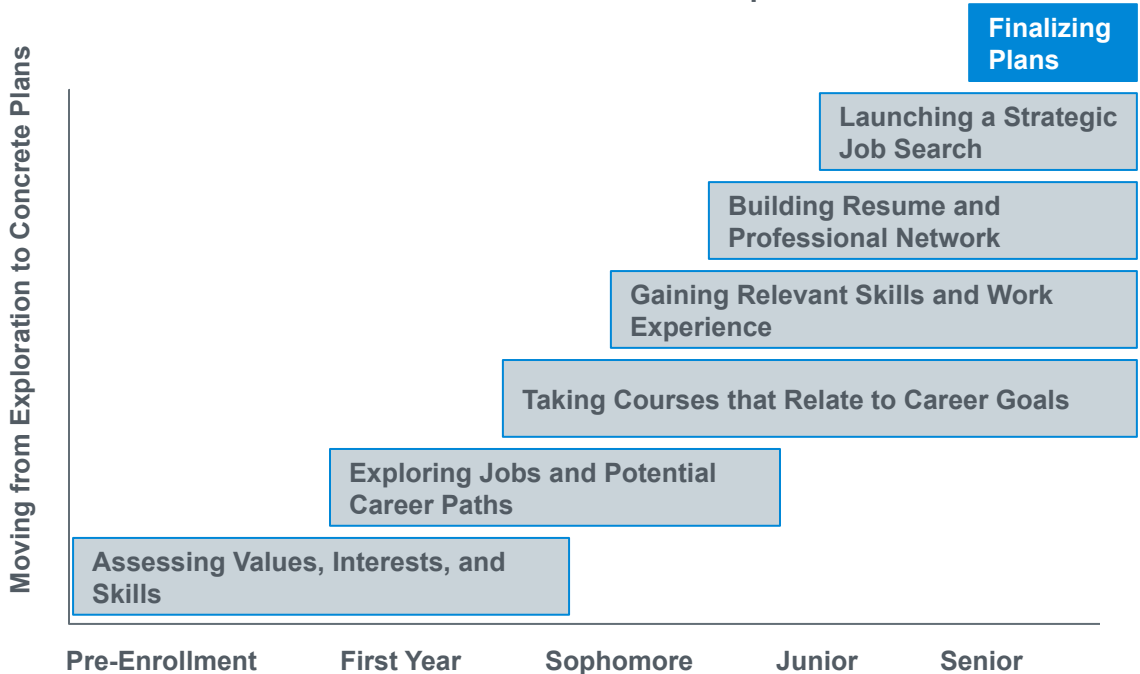 Finalizing
Plans
Launching a Strategic
Job Search
Building Resume and
Professional Network
Gaining Relevant Skills and Work
Experience
Taking Courses that Relate to Career Goals
Exploring Jobs and Potential
Career Paths
Assessing Values, Interests, and
Skills
Moving from Exploration to Concrete Plans
Pre-Enrollment First Year Sophomore Junior Senior